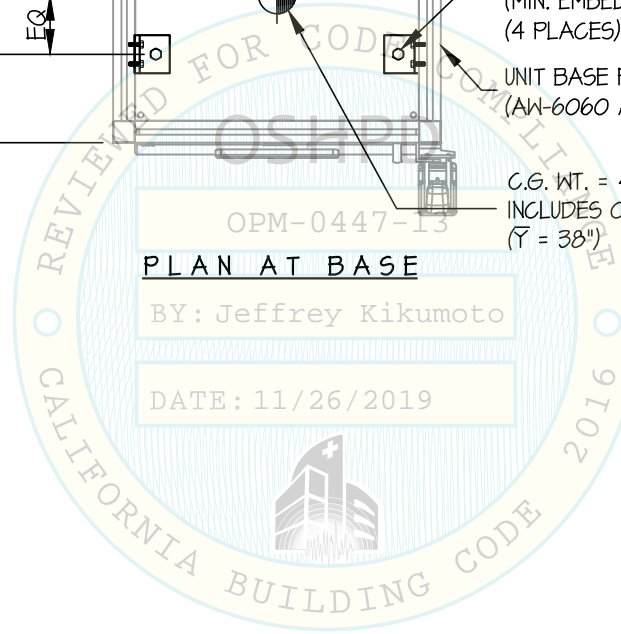 EQ
(MIN. EMBED
(4 PLACES)
UNIT BASE
(AW-6060
C.G. WT. =
INCLUDES
(Y̅ = 38")
PLAN AT BASE
REVIEWED FOR CODE COMPLIANCE
OSHPD
OPM-0447-13
BY: Jeffrey Kikumoto
DATE: 11/26/2019
CALIFORNIA BUILDING CODE 2016